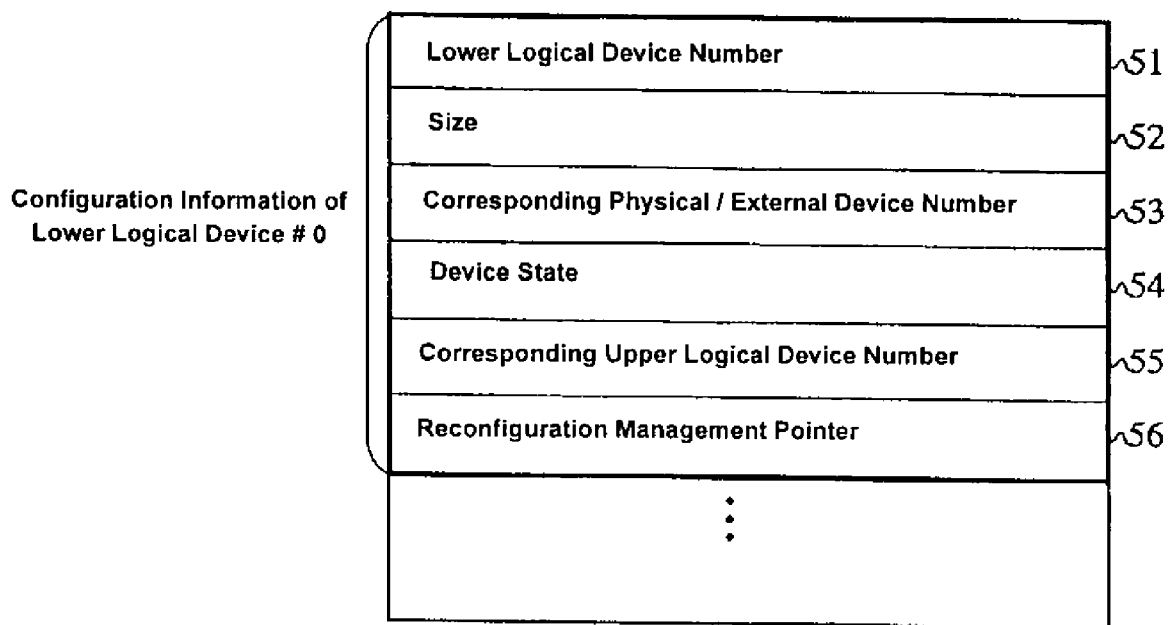 Lower Logical Device Number
51
Size
52
Configuration Information of
Lower Logical Device # 0
Corresponding Physical / External Device Number
53
Device State
54
Corresponding Upper Logical Device Number
55
Reconfiguration Management Pointer
56